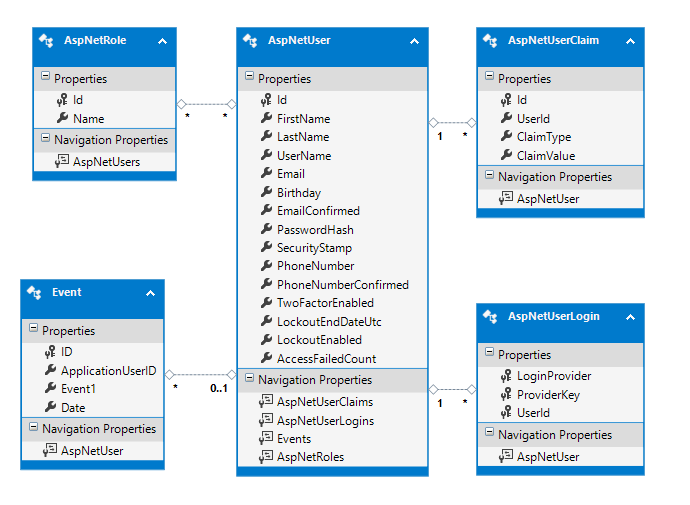 AspNetRole
Properties
Id
Name
Navigation Properties
AspNetUsers
* *
AspNetUser
Properties
Id
FirstName
LastName
UserName
Email
Birthday
EmailConfirmed
PasswordHash
SecurityStamp
PhoneNumber
PhoneNumberConfirmed
TwoFactorEnabled
LockoutEndDateUtc
LockoutEnabled
AccessFailedCount
Navigation Properties
AspNetUserClaims
AspNetUserLogins
Events
AspNetRoles
1 *
AspNetUserClaim
Properties
Id
UserId
ClaimType
ClaimValue
Navigation Properties
AspNetUser
Event
Properties
ID
ApplicationUserID
Event1
Date
Navigation Properties
AspNetUser
* 0..1
1 *
AspNetUserLogin
Properties
LoginProvider
ProviderKey
UserId
Navigation Properties
AspNetUser